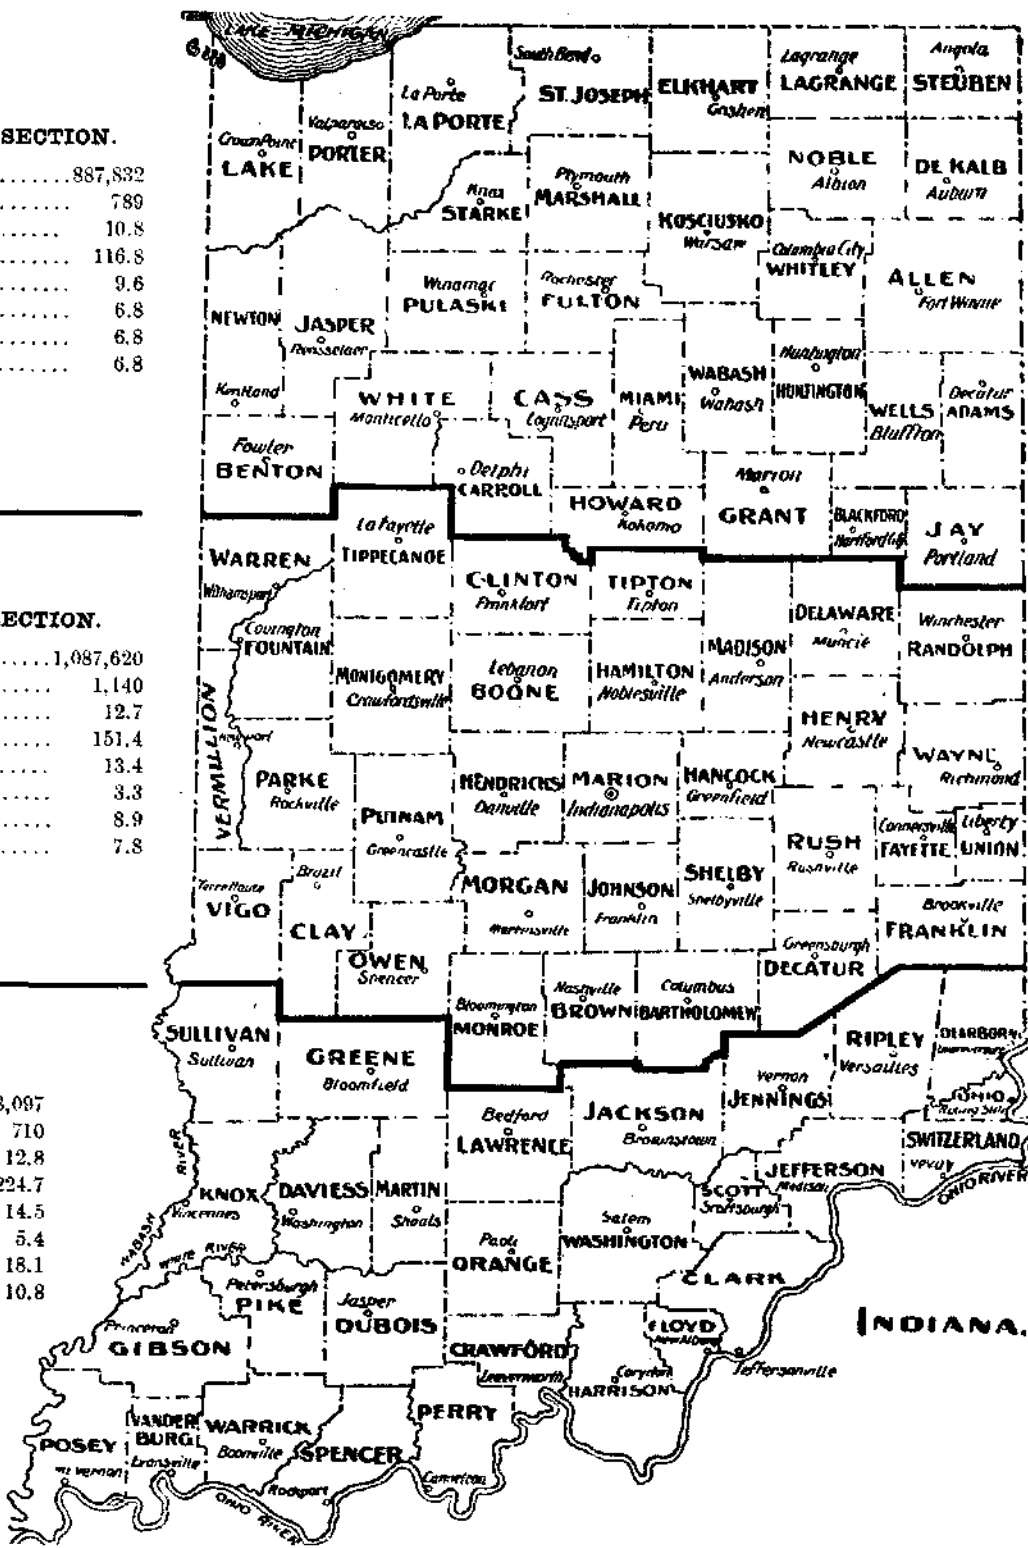 LAKE MICHIGAN
SECTION.
.......887,832
........ 789
........ 10.8
........ 116.8
........ 9.6
........ 6.8
........ 6.8
........ 6.8
ECTION.
.....1,087,620
..... 1,140
..... 12.7
..... 151.4
..... 13.4
..... 3.3
..... 8.9
..... 7.8
,097
710
12.8
224.7
14.5
5.4
18.1
10.8
Crown Point
LAKE
Valparaiso
PORTER
La Porte
LA PORTE
South Bend
ST. JOSEPH
ELKHART
Goshen
Lagrange
LAGRANGE
Angola
STEUBEN
Knox
STARKE
Plymouth
MARSHALL
KOSCIUSKO
Warsaw
NOBLE
Albion
DE KALB
Auburn
Columbia City
WHITLEY
ALLEN
Fort Wayne
NEWTON
Kentland
JASPER
Rensselaer
Winamac
PULASKI
Rochester
FULTON
WHITE
Monticello
CASS
Logansport
MIAMI
Peru
WABASH
Wabash
Huntington
HUNTINGTON
WELLS
Bluffton
Decatur
ADAMS
Fowler
BENTON
Delphi
CARROLL
HOWARD
Kokomo
Marion
GRANT
BLACKFORD
JAY
Portland
WARREN
Williamsport
La Fayette
TIPPECANOE
CLINTON
Frankfort
TIPTON
Tipton
DELAWARE
Muncie
Winchester
RANDOLPH
Covington
FOUNTAIN
MONTGOMERY
Crawfordsville
Lebanon
BOONE
HAMILTON
Noblesville
MADISON
Anderson
HENRY
Newcastle
WAYNE
Richmond
VERMILLION
PARKE
Rockville
PUTNAM
Greencastle
HENDRICKS
Danville
MARION
Indianapolis
HANCOCK
Greenfield
RUSH
Rushville
Connersville
FAYETTE
Liberty
UNION
Terre Haute
VIGO
Brazil
CLAY
OWEN
Spencer
MORGAN
Martinsville
JOHNSON
Franklin
SHELBY
Shelbyville
Greensburgh
DECATUR
Brookville
FRANKLIN
Bloomington
MONROE
Nashville
BROWN
Columbus
BARTHOLOMEW
SULLIVAN
Sullivan
GREENE
Bloomfield
Bedford
LAWRENCE
JACKSON
Brownstown
Vernon
JENNINGS
RIPLEY
Versailles
DEARBORN
OHIO
SWITZERLAND
JEFFERSON
Madison
SCOTT
Scottsburgh
OHIO RIVER
WABASH RIVER
KNOX
Vincennes
DAVIESS
Washington
MARTIN
Shoals
Paoli
ORANGE
Salem
WASHINGTON
CLARK
WHITE RIVER
Petersburgh
PIKE
Jasper
DUBOIS
Princeton
GIBSON
CRAWFORD
Leavenworth
FLOYD
New Albany
Jeffersonville
INDIANA.
Corydon
HARRISON
PERRY
Cannelton
POSEY
Mt Vernon
VANDER
BURG
Evansville
WARRICK
Boonville
SPENCER
Rockport
OHIO RIVER